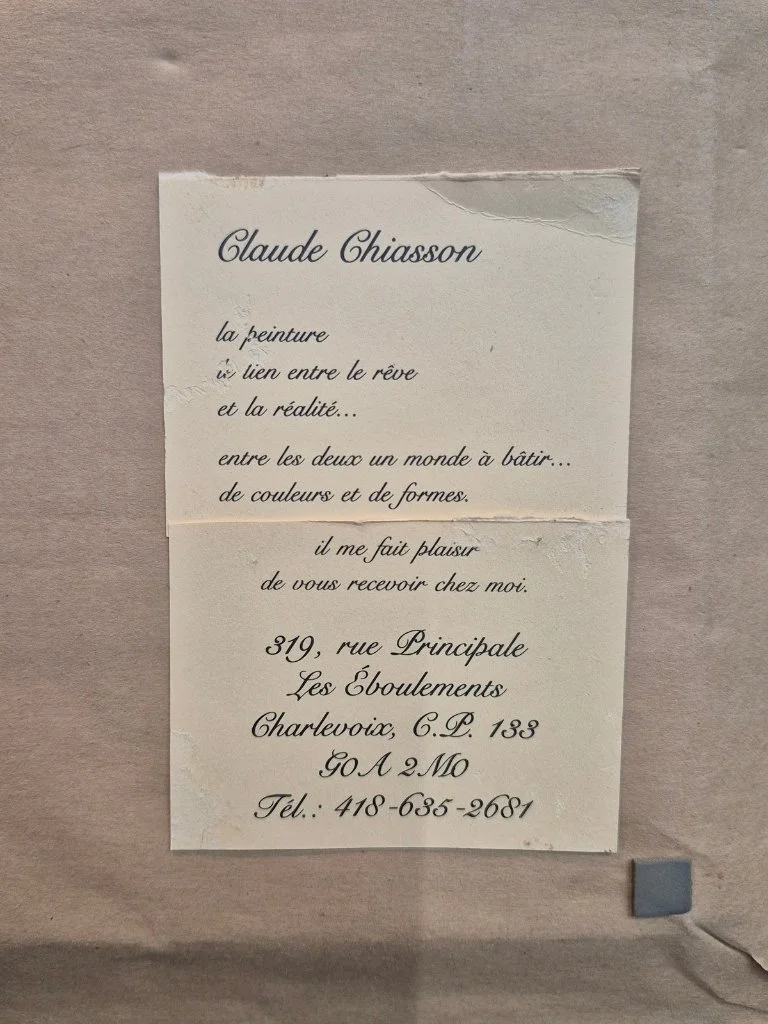 Claude Chiasson
la peinture
lien entre le rêve
et la réalité...
entre les deux un monde à bâtir...
de couleurs et de formes.
il me fait plaisir
de vous recevoir chez moi.
319, rue Principale
Les Éboulements
Charlevoix, C.P. 133
G0A 2M0
Tél.: 418-635-2681